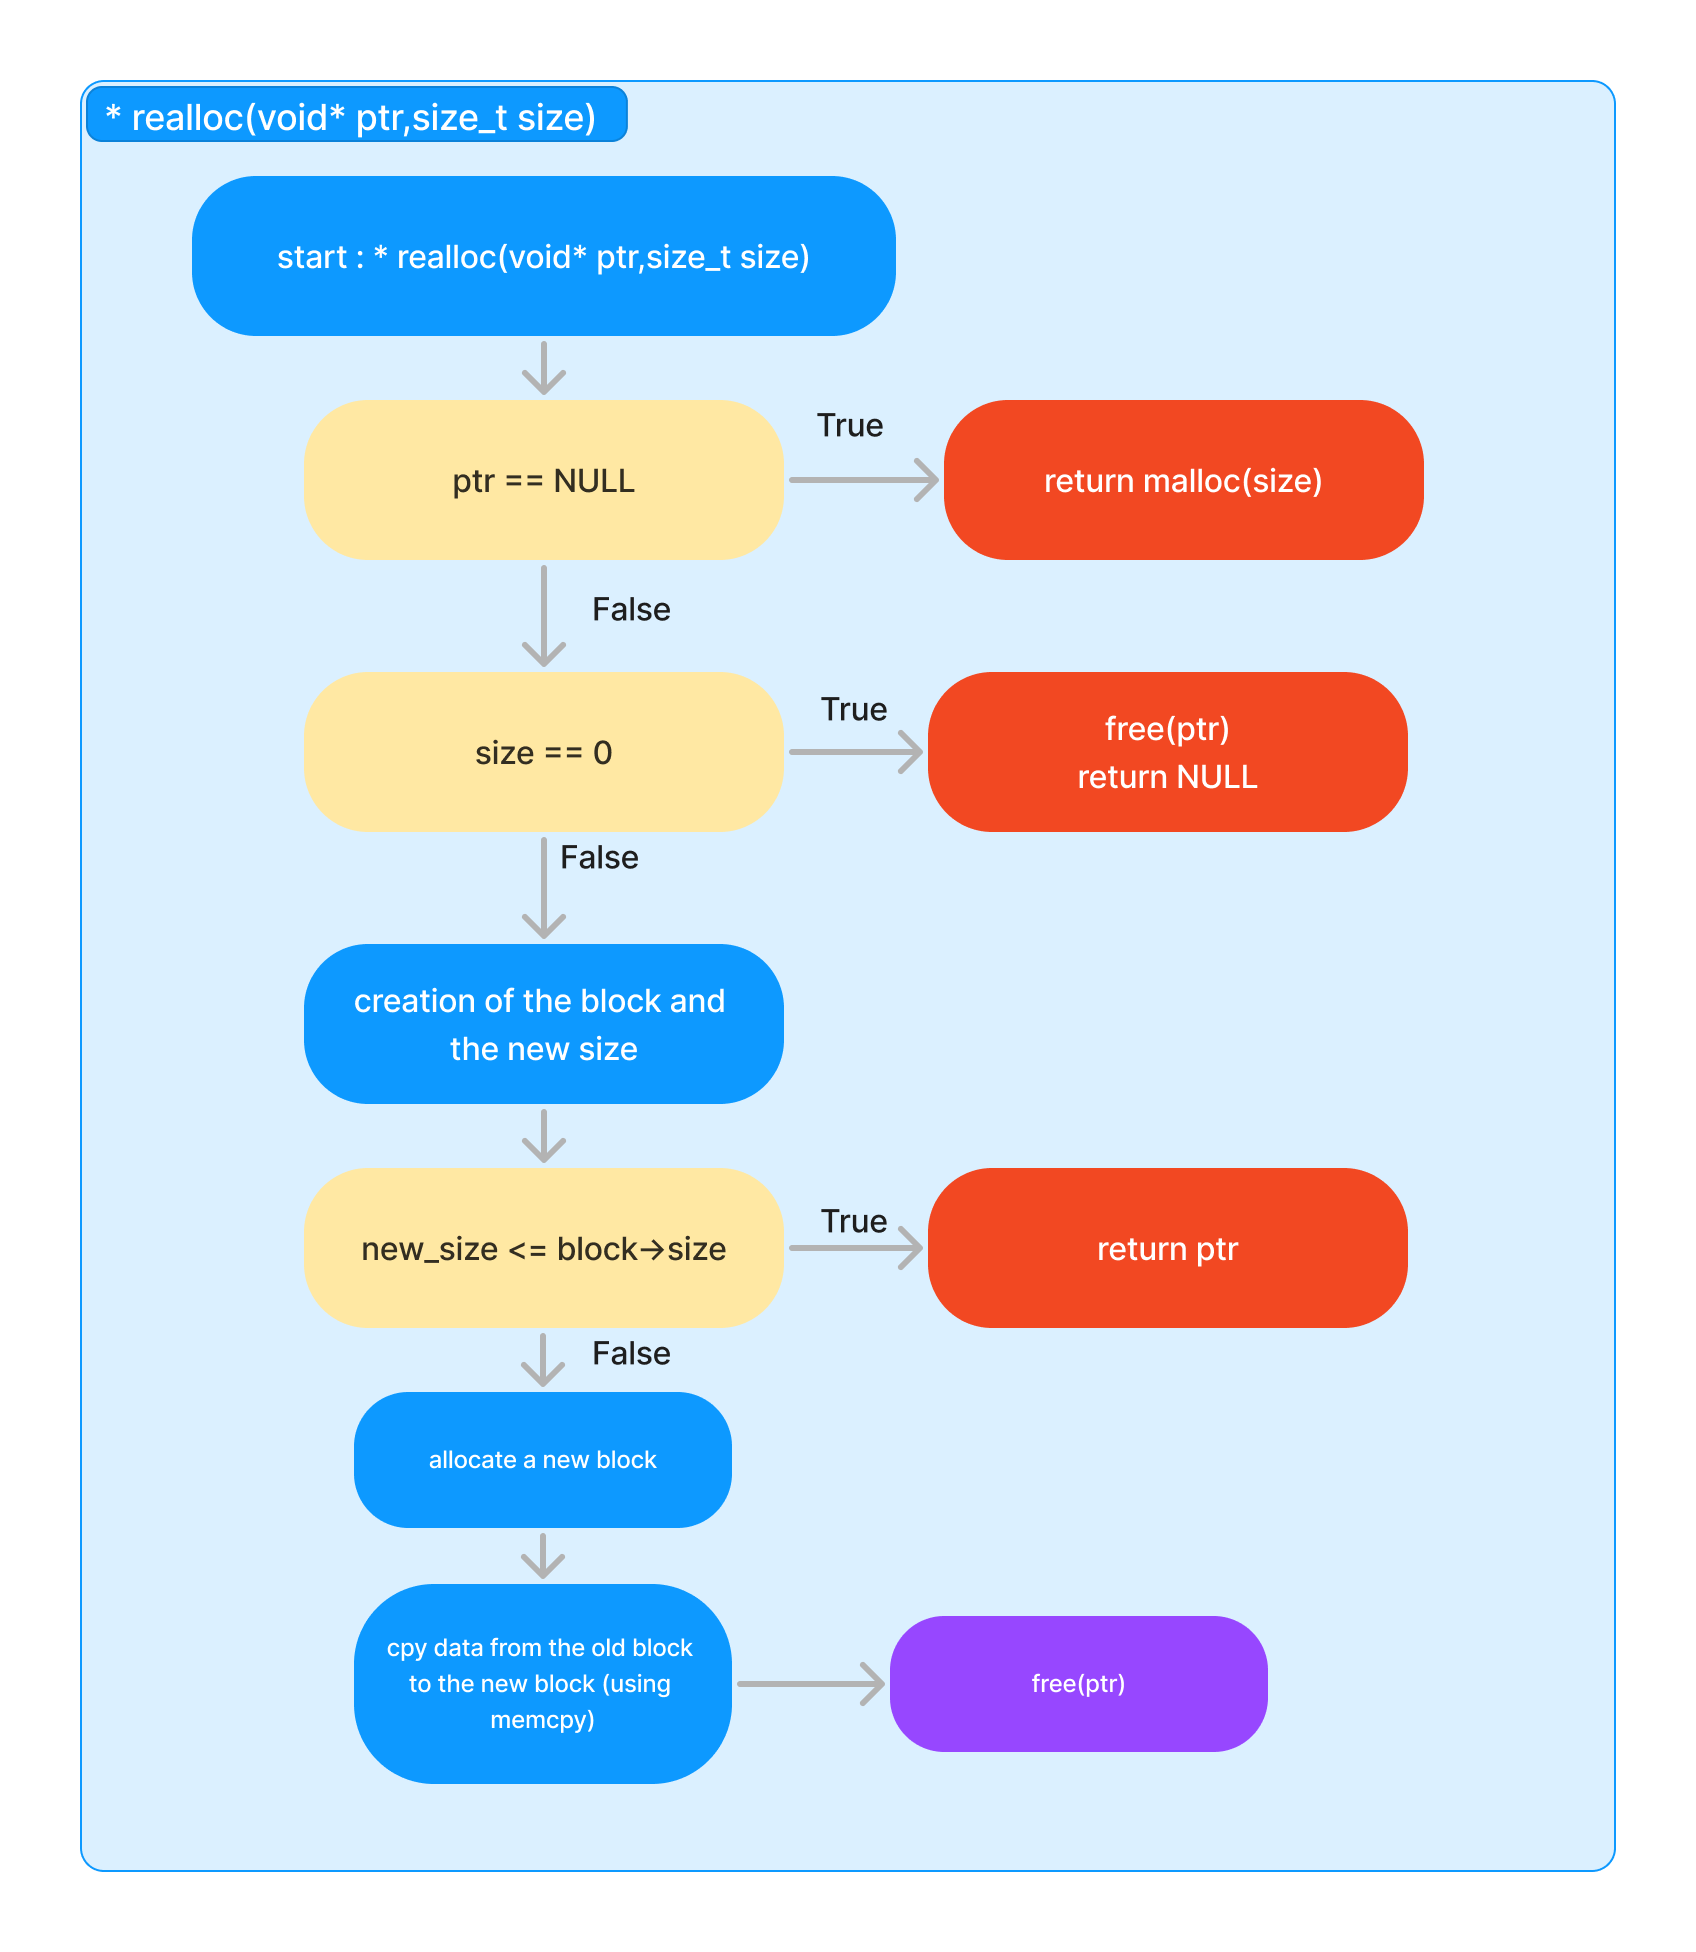 * realloc(void* ptr,size_t size)
start : * realloc(void* ptr,size_t size)
ptr == NULL
True
return malloc(size)
False
size == 0
True
free(ptr)
return NULL
False
creation of the block and
the new size
new_size <= block→size
True
return ptr
False
allocate a new block
cpy data from the old block
to the new block (using
memcpy)
free(ptr)